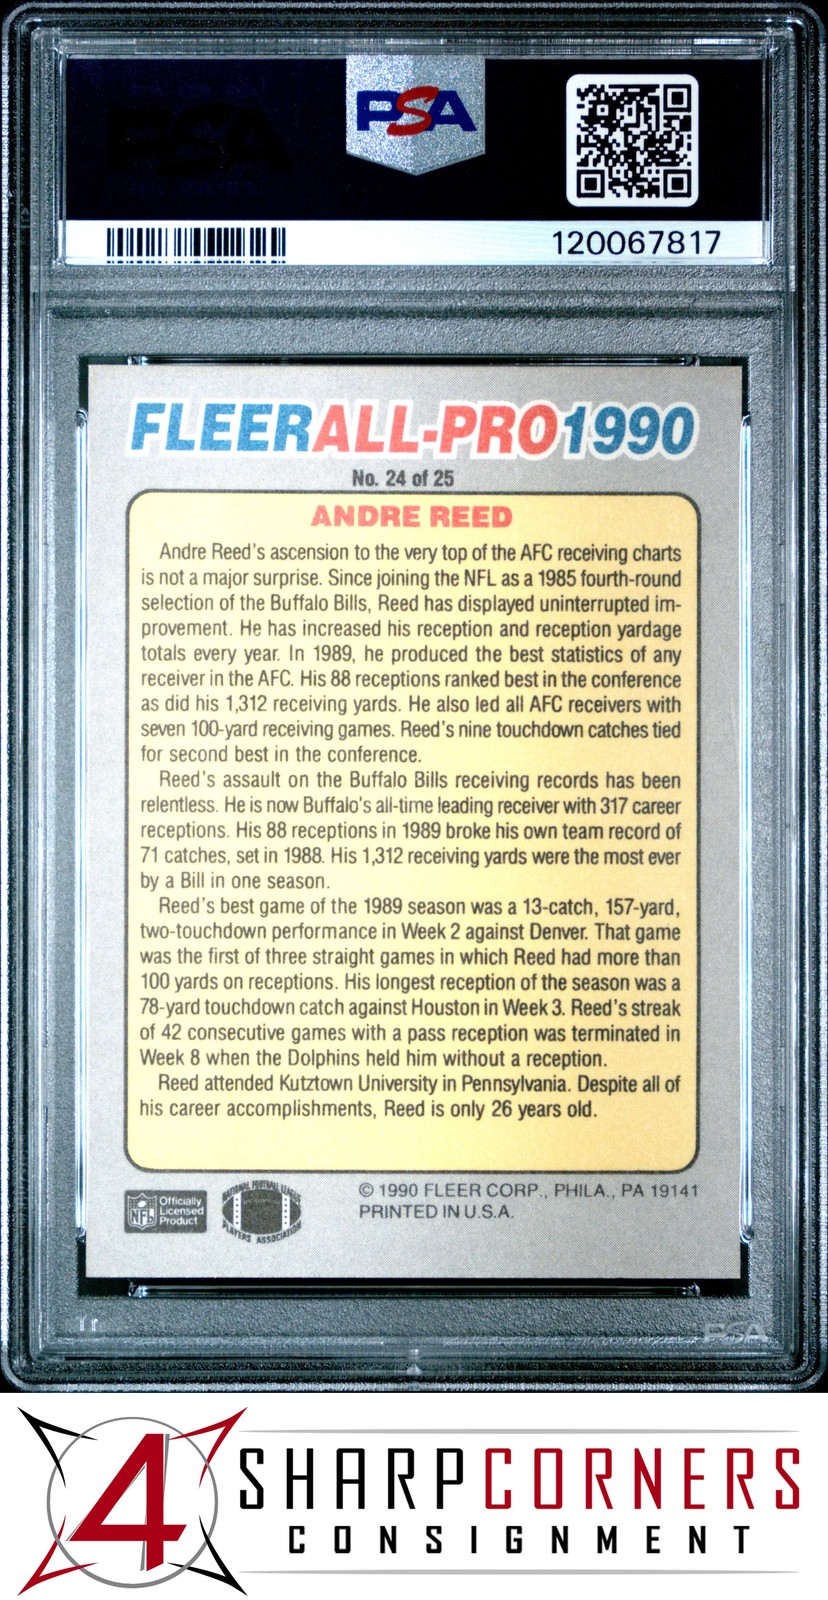 PSA
120067817
FLEER ALL-PRO 1990
No. 24 of 25
ANDRE REED
Andre Reed's ascension to the very top of the AFC receiving charts
is not a major surprise. Since joining the NFL as a 1985 fourth-round
selection of the Buffalo Bills, Reed has displayed uninterrupted im-
provement. He has increased his reception and reception yardage
totals every year. In 1989, he produced the best statistics of any
receiver in the AFC. His 88 receptions ranked best in the conference
as did his 1,312 receiving yards. He also led all AFC receivers with
seven 100-yard receiving games. Reed's nine touchdown catches tied
for second best in the conference.
Reed's assault on the Buffalo Bills receiving records has been
relentless. He is now Buffalo's all-time leading receiver with 317 career
receptions. His 88 receptions in 1989 broke his own team record of
71 catches, set in 1988. His 1,312 receiving yards were the most ever
by a Bill in one season.
Reed's best game of the 1989 season was a 13-catch, 157-yard,
two-touchdown performance in Week 2 against Denver. That game
was the first of three straight games in which Reed had more than
100 yards on receptions. His longest reception of the season was a
78-yard touchdown catch against Houston in Week 3. Reed's streak
of 42 consecutive games with a pass reception was terminated in
Week 8 when the Dolphins held him without a reception.
Reed attended Kutztown University in Pennsylvania. Despite all of
his career accomplishments, Reed is only 26 years old.
NFL
Officially
Licensed
Product
NATIONAL FOOTBALL LEAGUE
PLAYERS ASSOCIATION
© 1990 FLEER CORP., PHILA., PA 19141
PRINTED IN U.S.A.
PSA
4
SHARPCORNERS
CONSIGNMENT